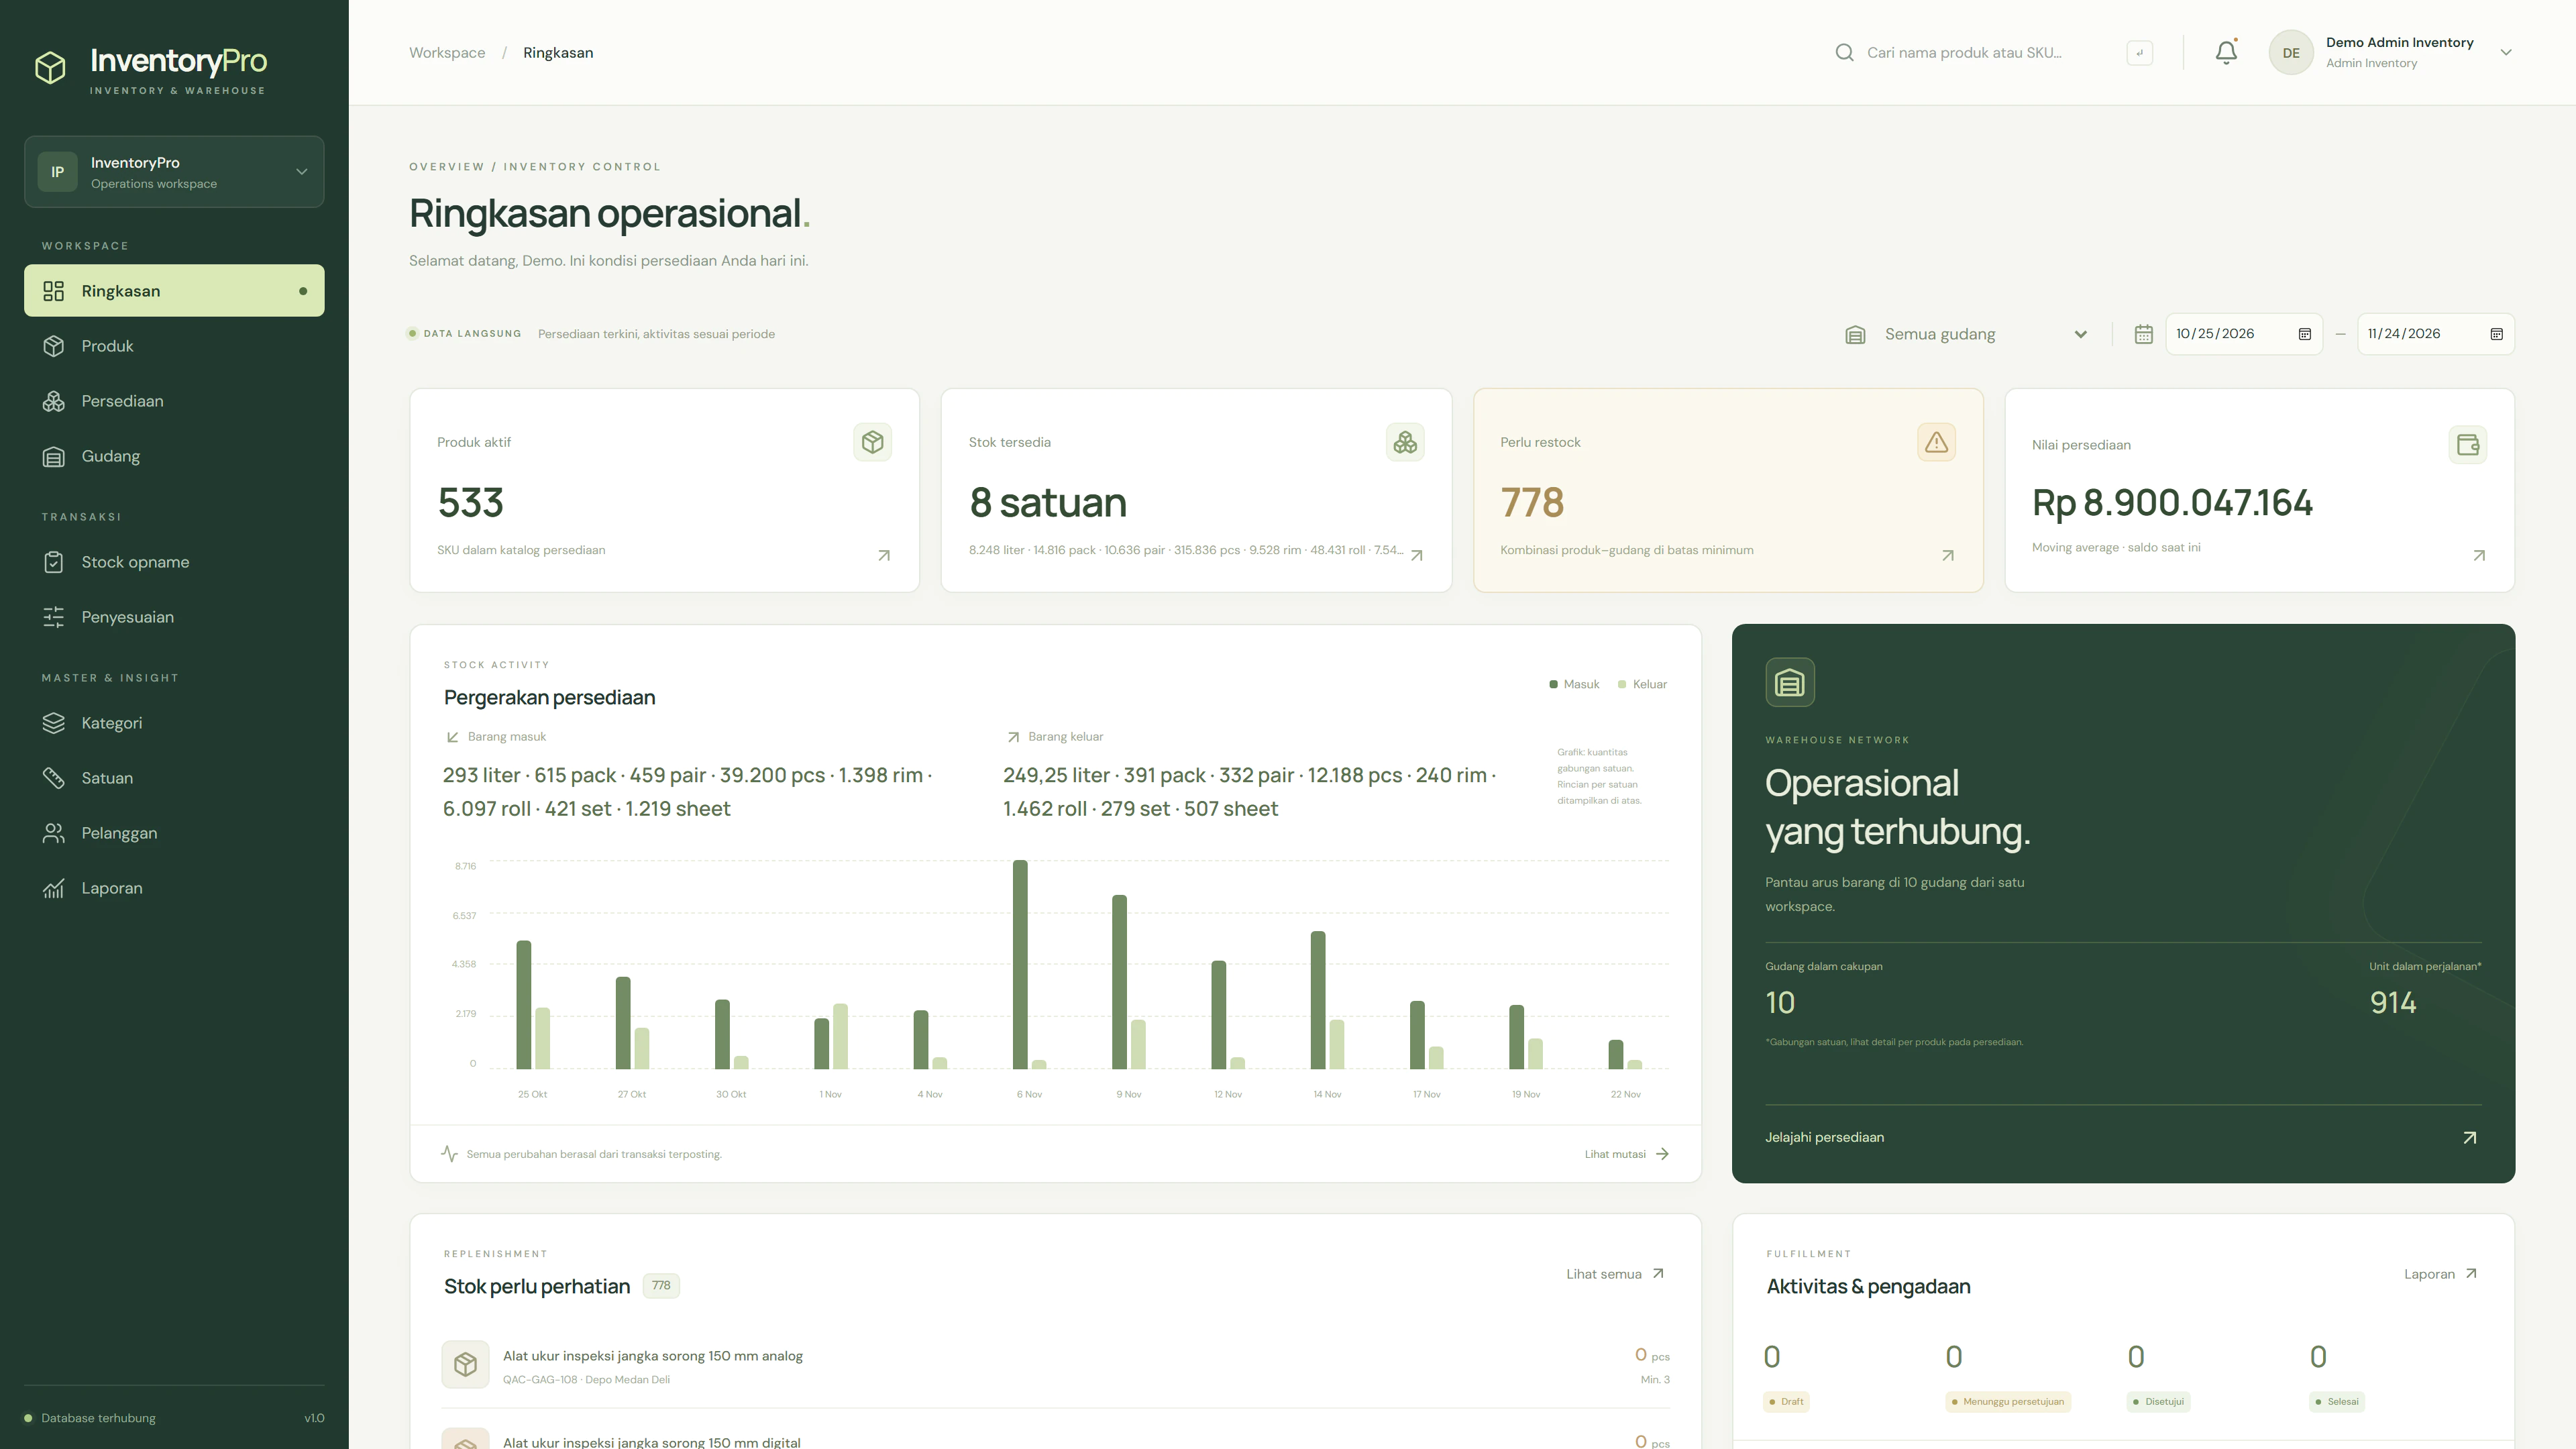 InventoryPro
INVENTORY & WAREHOUSE
IP
InventoryPro
Operations workspace
WORKSPACE
Ringkasan
Produk
Persediaan
Gudang
TRANSAKSI
Stock opname
Penyesuaian
MASTER & INSIGHT
Kategori
Satuan
Pelanggan
Laporan
Database terhubung
v1.0
Workspace / Ringkasan
Cari nama produk atau SKU...
DE
Demo Admin Inventory
Admin Inventory
OVERVIEW / INVENTORY CONTROL
Ringkasan operasional.
Selamat datang, Demo. Ini kondisi persediaan Anda hari ini.
DATA LANGSUNG
Persediaan terkini, aktivitas sesuai periode
Semua gudang
10/25/2026
–
11/24/2026
Produk aktif
533
SKU dalam katalog persediaan
Stok tersedia
8 satuan
8.248 liter · 14.816 pack · 10.636 pair · 315.836 pcs · 9.528 rim · 48.431 roll · 7.54...
Perlu restock
778
Kombinasi produk–gudang di batas minimum
Nilai persediaan
Rp 8.900.047.164
Moving average · saldo saat ini
STOCK ACTIVITY
Pergerakan persediaan
Masuk
Keluar
Barang masuk
293 liter · 615 pack · 459 pair · 39.200 pcs · 1.398 rim ·
6.097 roll · 421 set · 1.219 sheet
Barang keluar
249,25 liter · 391 pack · 332 pair · 12.188 pcs · 240 rim ·
1.462 roll · 279 set · 507 sheet
Grafik: kuantitas
gabungan satuan.
Rincian per satuan
ditampilkan di atas.
8.716
6.537
4.358
2.179
0
25 Okt
27 Okt
30 Okt
1 Nov
4 Nov
6 Nov
9 Nov
12 Nov
14 Nov
17 Nov
19 Nov
22 Nov
Semua perubahan berasal dari transaksi terposting.
Lihat mutasi
WAREHOUSE NETWORK
Operasional
yang terhubung.
Pantau arus barang di 10 gudang dari satu
workspace.
Gudang dalam cakupan
10
Unit dalam perjalanan*
914
*Gabungan satuan, lihat detail per produk pada persediaan.
Jelajahi persediaan
REPLENISHMENT
Stok perlu perhatian
778
Lihat semua
Alat ukur inspeksi jangka sorong 150 mm analog
QAC-GAG-108 · Depo Medan Deli
0 pcs
Min. 3
Alat ukur inspeksi jangka sorong 150 mm digital
0 pcs
FULFILLMENT
Aktivitas & pengadaan
Laporan
0
Draft
0
Menunggu persetujuan
0
Disetujui
0
Selesai